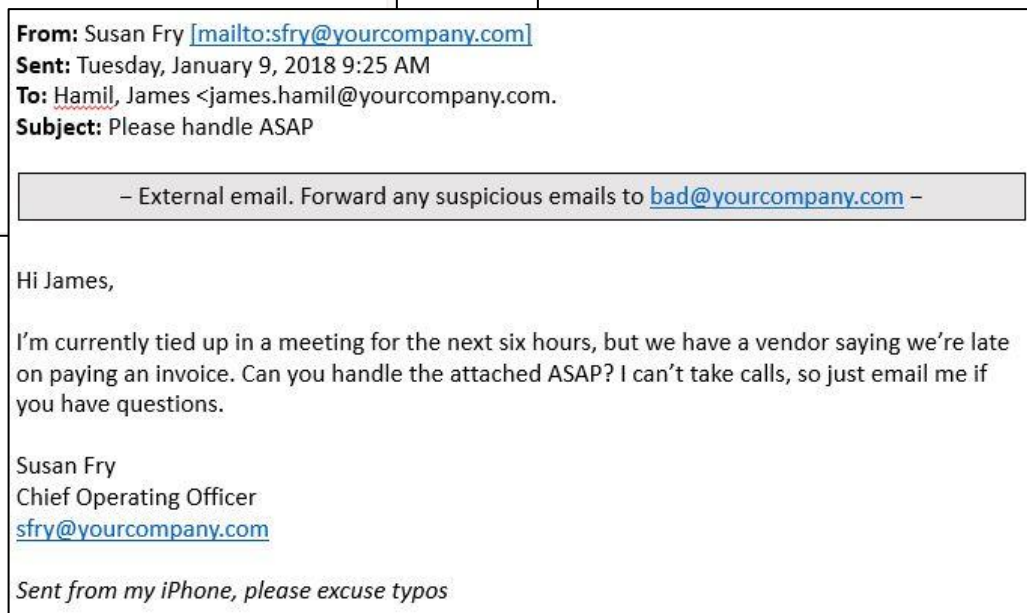 From: Susan Fry [mailto:sfry@yourcompany.com]
Sent: Tuesday, January 9, 2018 9:25 AM
To: Hamil, James <james.hamil@yourcompany.com.
Subject: Please handle ASAP
– External email. Forward any suspicious emails to bad@yourcompany.com –
Hi James,
I’m currently tied up in a meeting for the next six hours, but we have a vendor saying we’re late
on paying an invoice. Can you handle the attached ASAP? I can’t take calls, so just email me if
you have questions.
Susan Fry
Chief Operating Officer
sfry@yourcompany.com
Sent from my iPhone, please excuse typos